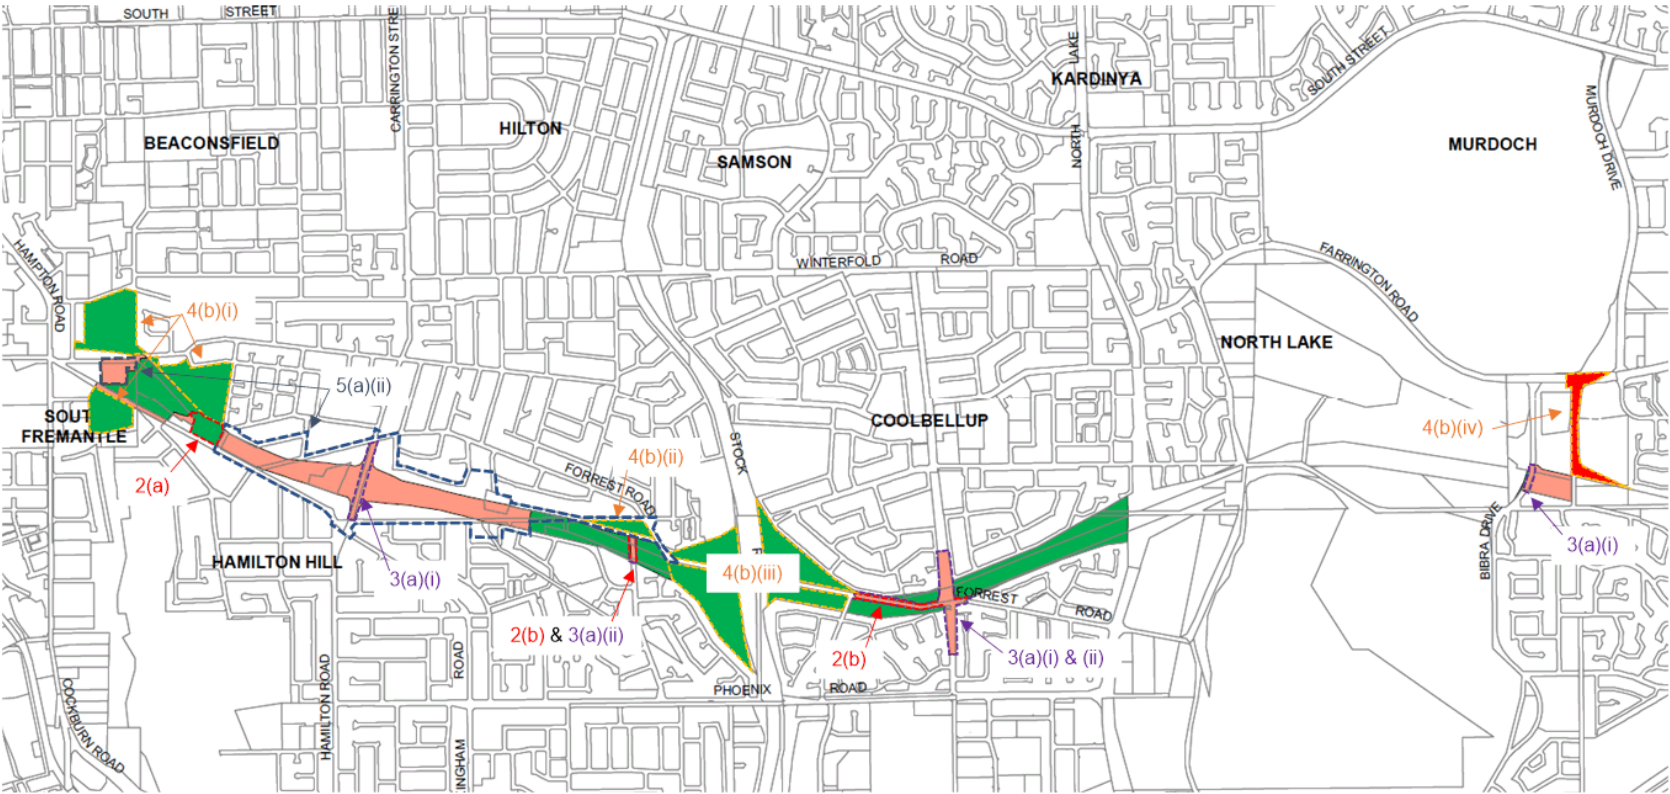 SOUTH STREET
CARRINGTON STRE
LAKE
NORTH
KARDINYA
SOUTH STREET
MURDOCH DRIVE
BEACONSFIELD
HILTON
SAMSON
MURDOCH
HAMPTON ROAD
WINTERFOLD ROAD
FARRINGTON ROAD
4(b)(i)
NORTH LAKE
5(a)(ii)
SOUT
FREMANTLE
COOLBELLUP
4(b)(iv)
STOCK
4(b)(ii)
FORREST ROAD
2(a)
BIBRA DRIVE
3(a)(i)
HAMILTON HILL
3(a)(i)
4(b)(iii)
FORREST ROAD
2(b) & 3(a)(ii)
2(b)
3(a)(i) & (ii)
PHOENIX ROAD
COCKBURN ROAD
HAMILTON ROAD
ROAD
INGHAM